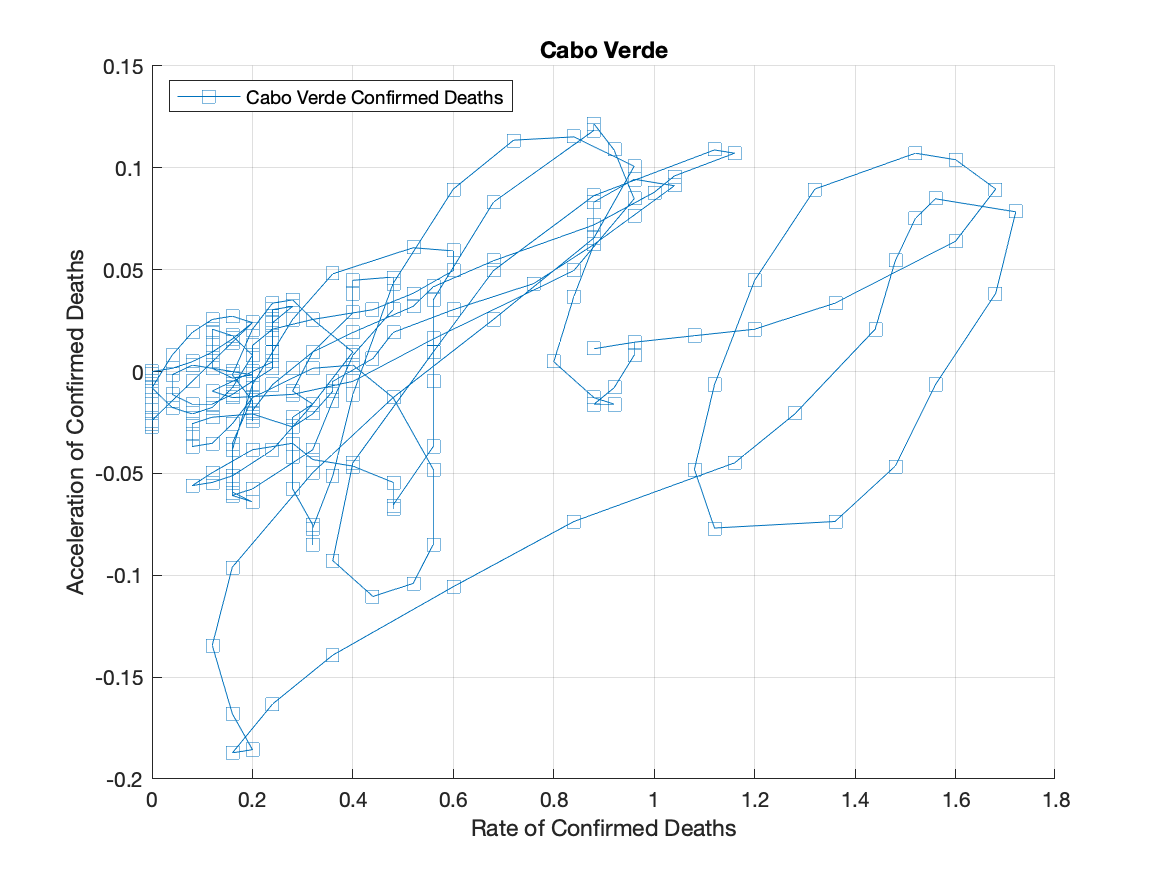 Cabo Verde
Cabo Verde Confirmed Deaths
0.15
0.1
0.05
0
-0.05
-0.1
-0.15
-0.2
Acceleration of Confirmed Deaths
0 0.2 0.4 0.6 0.8 1 1.2 1.4 1.6 1.8
Rate of Confirmed Deaths